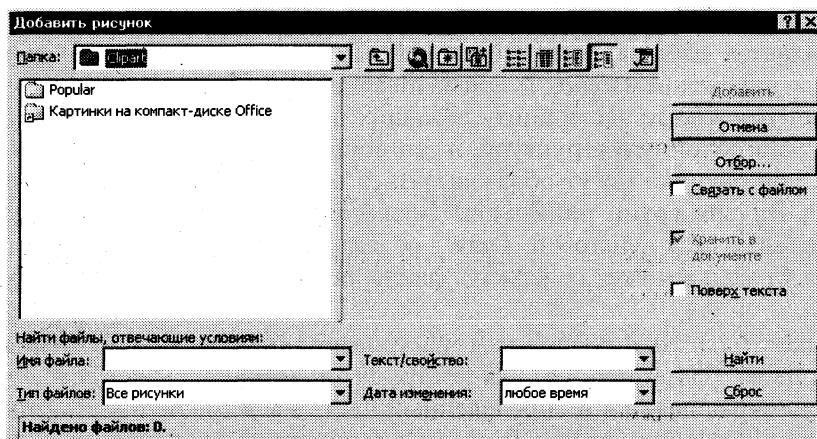 Добавить рисунок
Папка: Clipart
Popular
Картинки на компакт-диске Office
Добавить
Отмена
Отбор...
Связать с файлом
Хранить в
документе
Поверх текста
Найти файлы, отвечающие условиям:
Имя файла: Текст/свойство: Найти
Тип файлов: Все рисунки Дата изменения: любое время Сброс
Найдено файлов: 0.